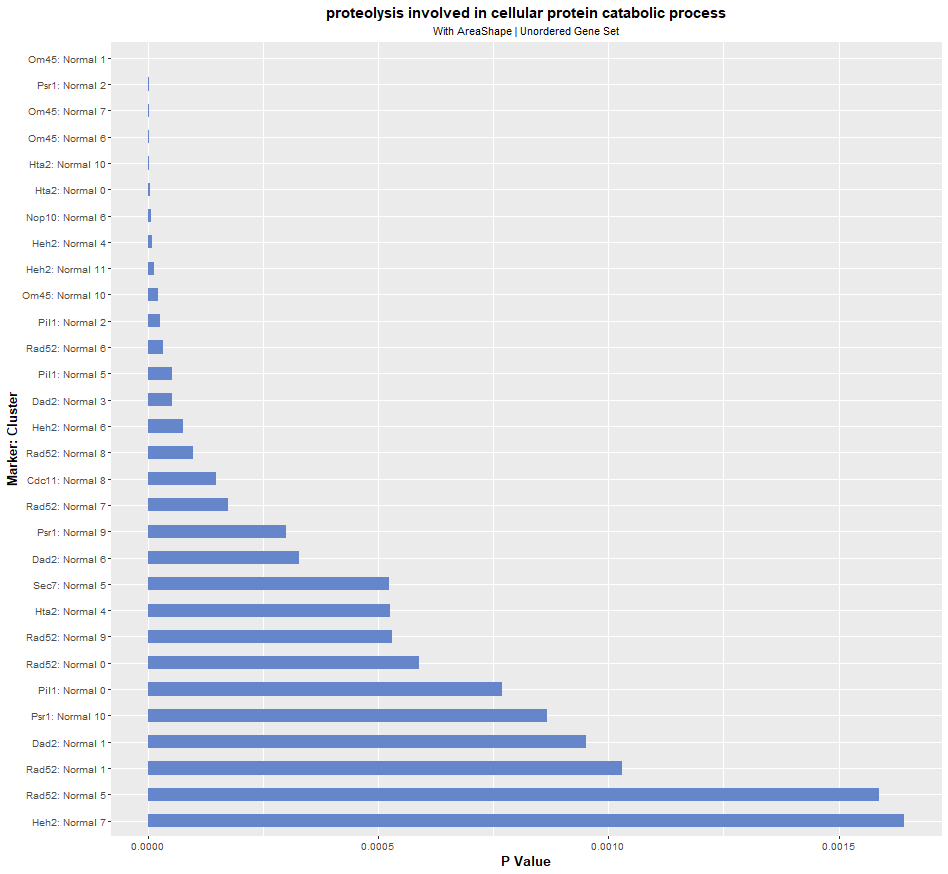 proteolysis involved in cellular protein catabolic process
With AreaShape | Unordered Gene Set
Om45: Normal 1
Psr1: Normal 2
Om45: Normal 7
Om45: Normal 6
Hta2: Normal 10
Hta2: Normal 0
Nop10: Normal 6
Heh2: Normal 4
Heh2: Normal 11
Om45: Normal 10
Pil1: Normal 2
Rad52: Normal 6
Pil1: Normal 5
Dad2: Normal 3
Heh2: Normal 6
Rad52: Normal 8
Cdc11: Normal 8
Rad52: Normal 7
Psr1: Normal 9
Dad2: Normal 6
Sec7: Normal 5
Hta2: Normal 4
Rad52: Normal 9
Rad52: Normal 0
Pil1: Normal 0
Psr1: Normal 10
Dad2: Normal 1
Rad52: Normal 1
Rad52: Normal 5
Heh2: Normal 7
Marker: Cluster
0.0000 0.0005 0.0010 0.0015
P Value